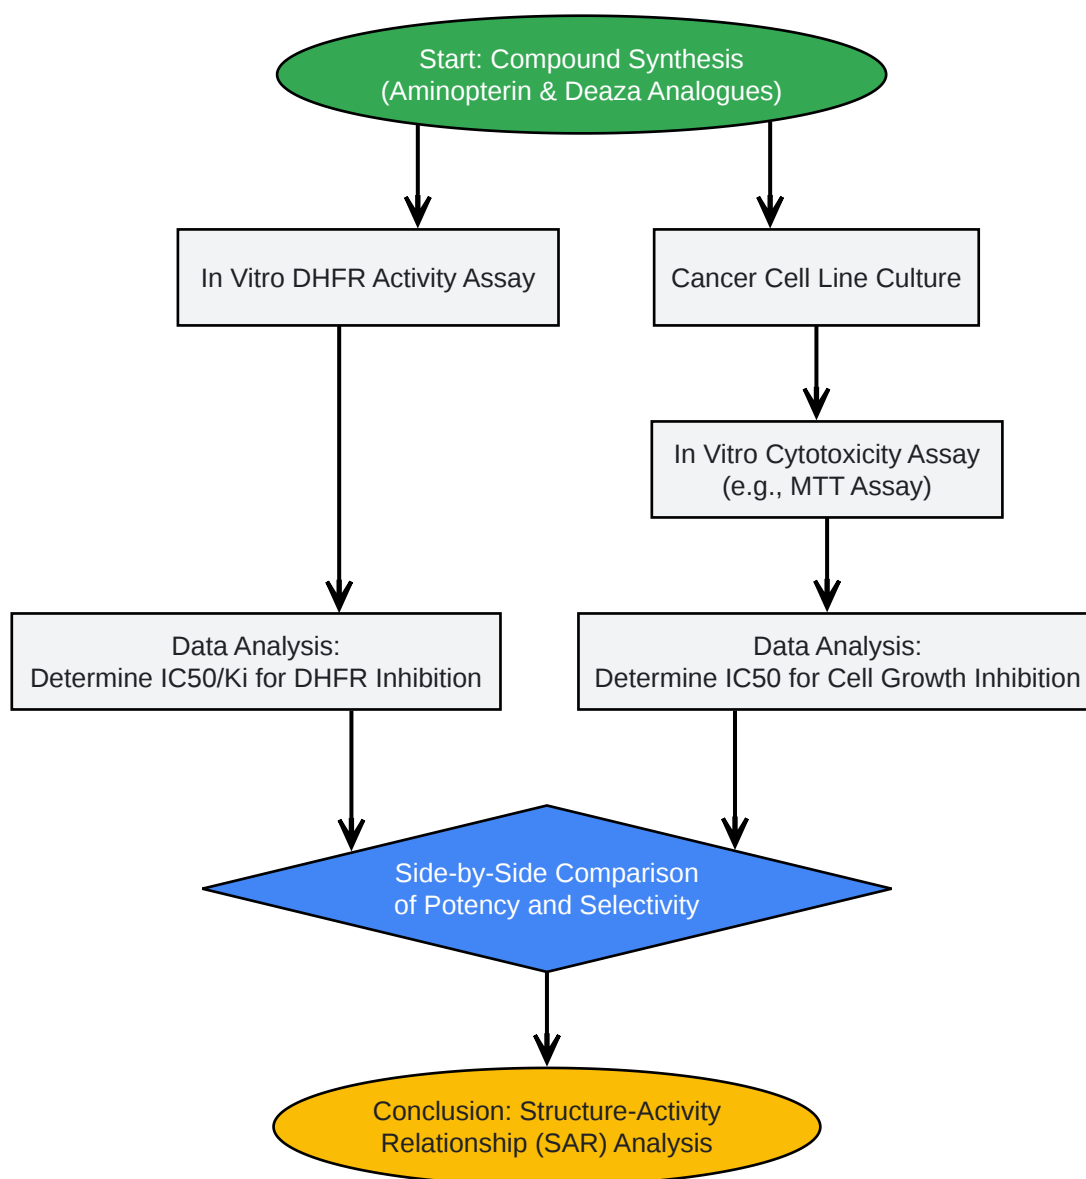 Start: Compound Synthesis
(Aminopterin & Deaza Analogues)
In Vitro DHFR Activity Assay
Cancer Cell Line Culture
In Vitro Cytotoxicity Assay
(e.g., MTT Assay)
Data Analysis:
Determine IC50/Ki for DHFR Inhibition
Data Analysis:
Determine IC50 for Cell Growth Inhibition
Side-by-Side Comparison
of Potency and Selectivity
Conclusion: Structure-Activity
Relationship (SAR) Analysis